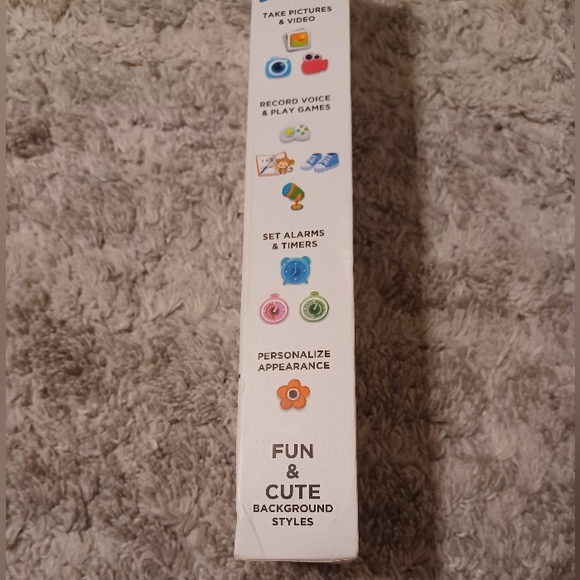 TAKE PICTURES
& VIDEO
RECORD VOICE
& PLAY GAMES
SET ALARMS
& TIMERS
PERSONALIZE
APPEARANCE
FUN
&
CUTE
BACKGROUND
STYLES